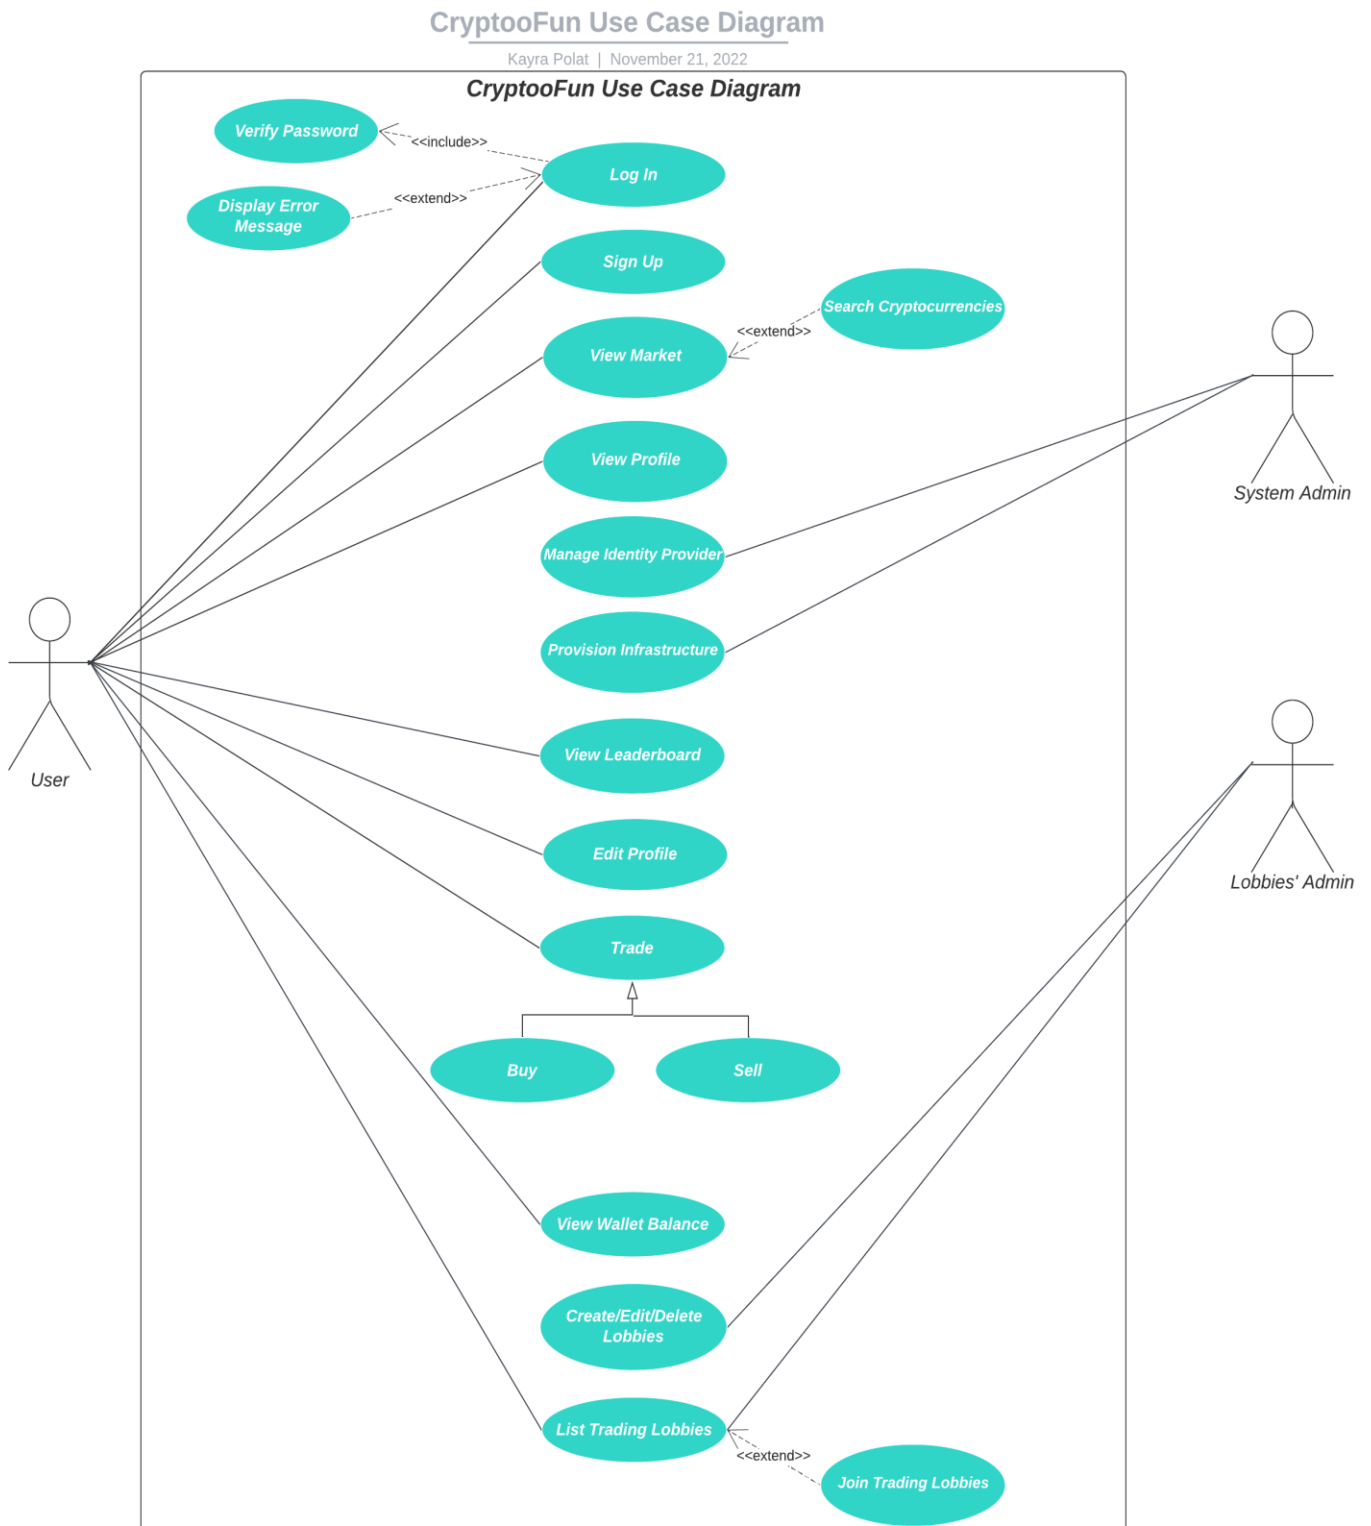 CryptooFun Use Case Diagram
Kayra Polat | November 21, 2022
CryptooFun Use Case Diagram
Verify Password
<<include>>
Log In
Display Error
Message
<<extend>>
Sign Up
Search Cryptocurrencies
<<extend>>
View Market
View Profile
System Admin
Manage Identity Provider
Provision Infrastructure
User
View Leaderboard
Edit Profile
Lobbies' Admin
Trade
Buy
Sell
View Wallet Balance
Create/Edit/Delete
Lobbies
List Trading Lobbies
<<extend>>
Join Trading Lobbies